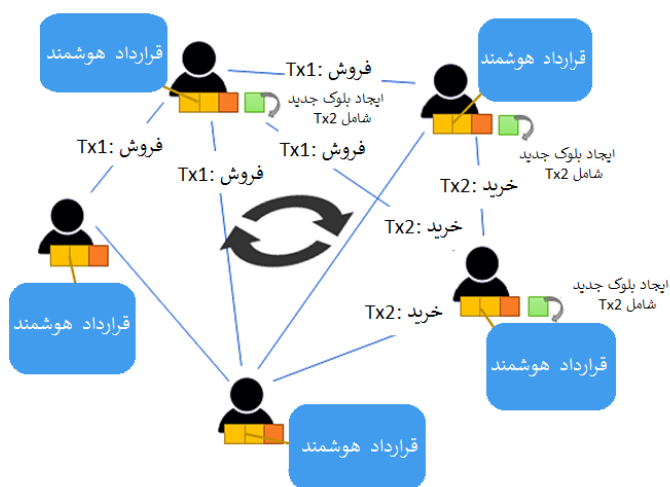 قرارداد هوشمند
قرارداد هوشمند
Tx1: فروش
ایجاد بلوک جدید
شامل Tx2
Tx1: فروش
Tx1: فروش
Tx1: فروش
ایجاد بلوک جدید
شامل Tx2
Tx2: خرید
Tx2: خرید
قرارداد هوشمند
ایجاد بلوک جدید
شامل Tx2
Tx2: خرید
قرارداد هوشمند
قرارداد هوشمند